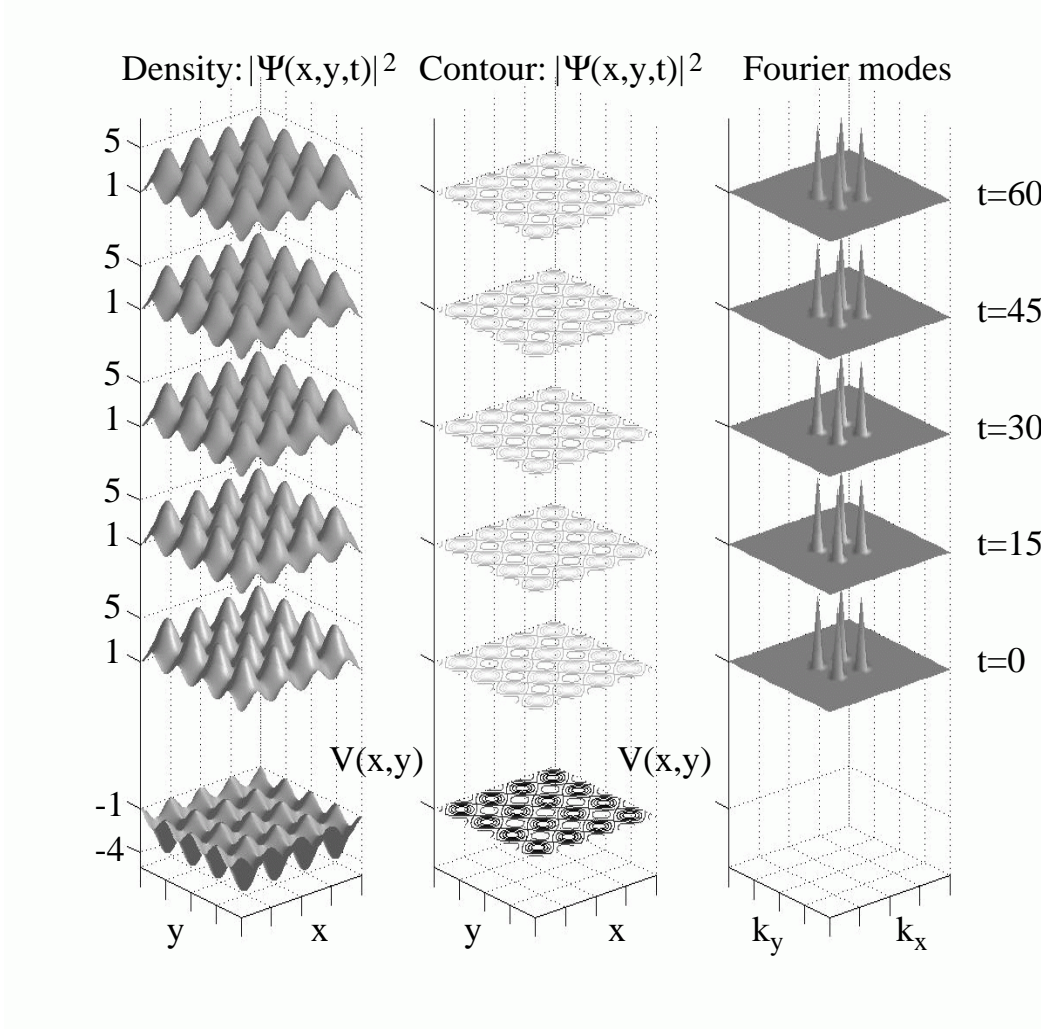 Density: |Ψ(x,y,t)|² Contour: |Ψ(x,y,t)|² Fourier modes
5
1
t=60
5
1
t=45
5
1
t=30
5
1
t=15
5
1
t=0
V(x,y) V(x,y)
-1
-4
y x y x k_y k_x